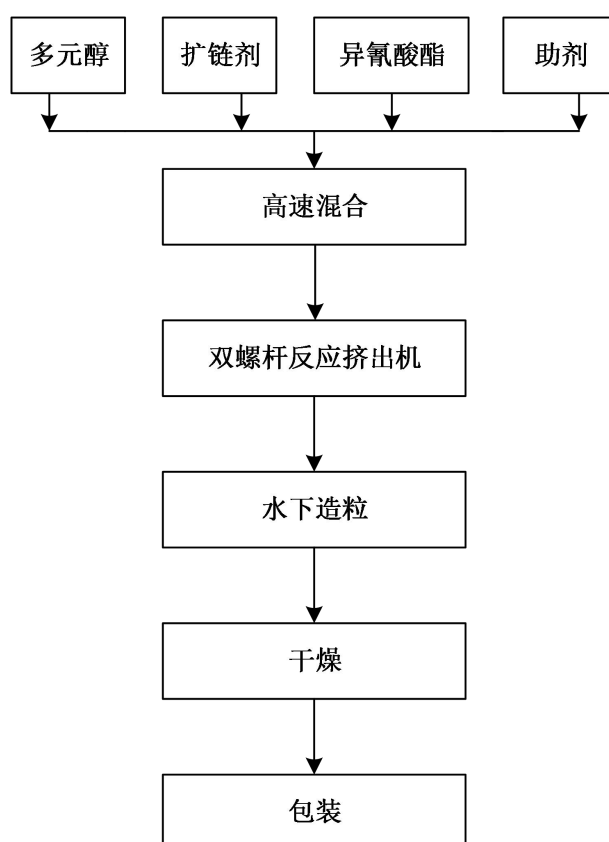 多元醇
扩链剂
异氰酸酯
助剂
高速混合
双螺杆反应挤出机
水下造粒
干燥
包装